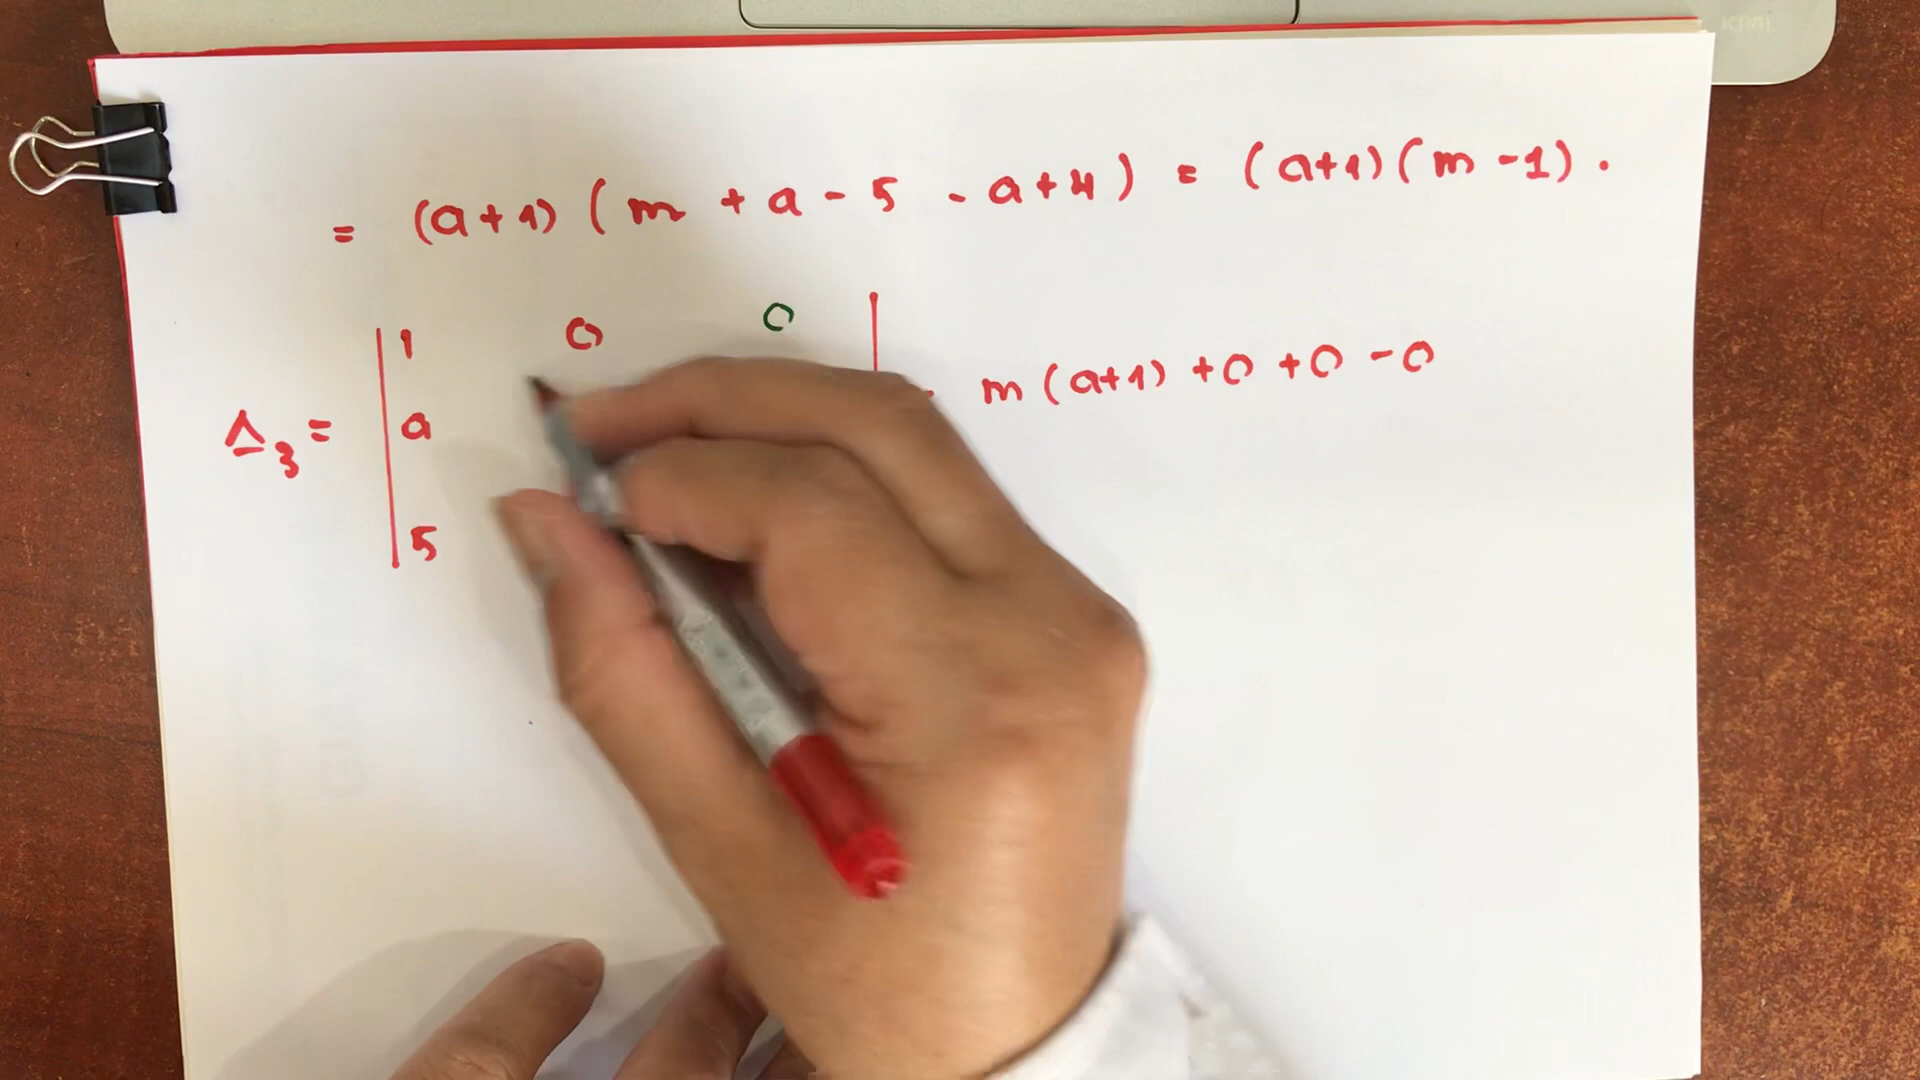 = (a+1) ( m + a - 5 - a + 4 ) = (a+1) ( m - 1 ) .
1 0 0
Δ3 = a m (a+1) + 0 + 0 - 0
5